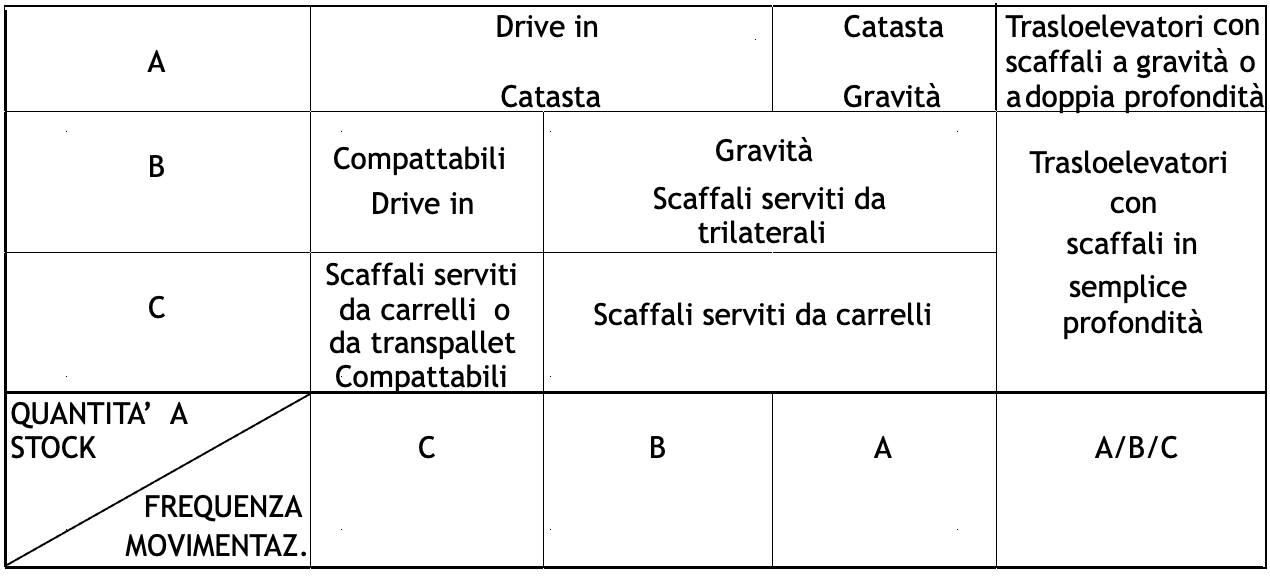 A
Drive in
Catasta
Catasta
Gravità
Trasloelevatori con
scaffali a gravità o
a doppia profondità
B
Compattabili
Drive in
Gravità
Scaffali serviti da
trilaterali
Trasloelevatori
con
scaffali in
semplice
profondità
C
Scaffali serviti
da carrelli o
da transpallet
Compattabili
Scaffali serviti da carrelli
QUANTITA’ A
STOCK
FREQUENZA
MOVIMENTAZ.
C
B
A
A/B/C